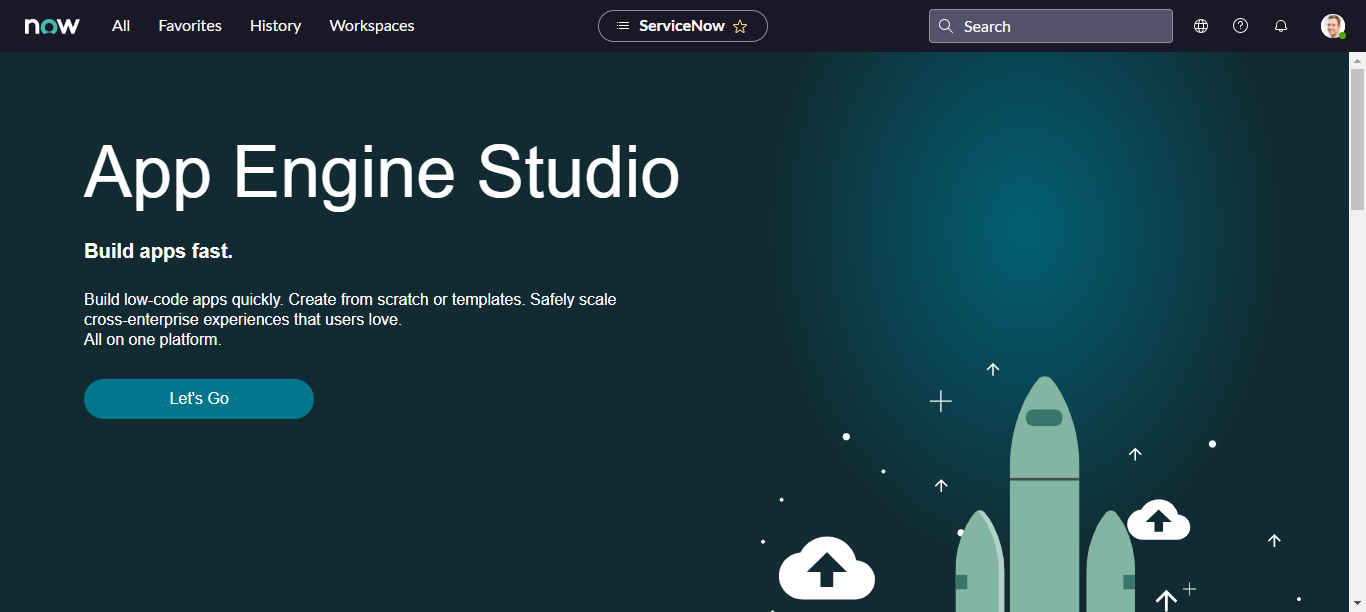 now All Favorites History Workspaces ServiceNow Search
App Engine Studio
Build apps fast.
Build low-code apps quickly. Create from scratch or templates. Safely scale
cross-enterprise experiences that users love.
All on one platform.
Let's Go